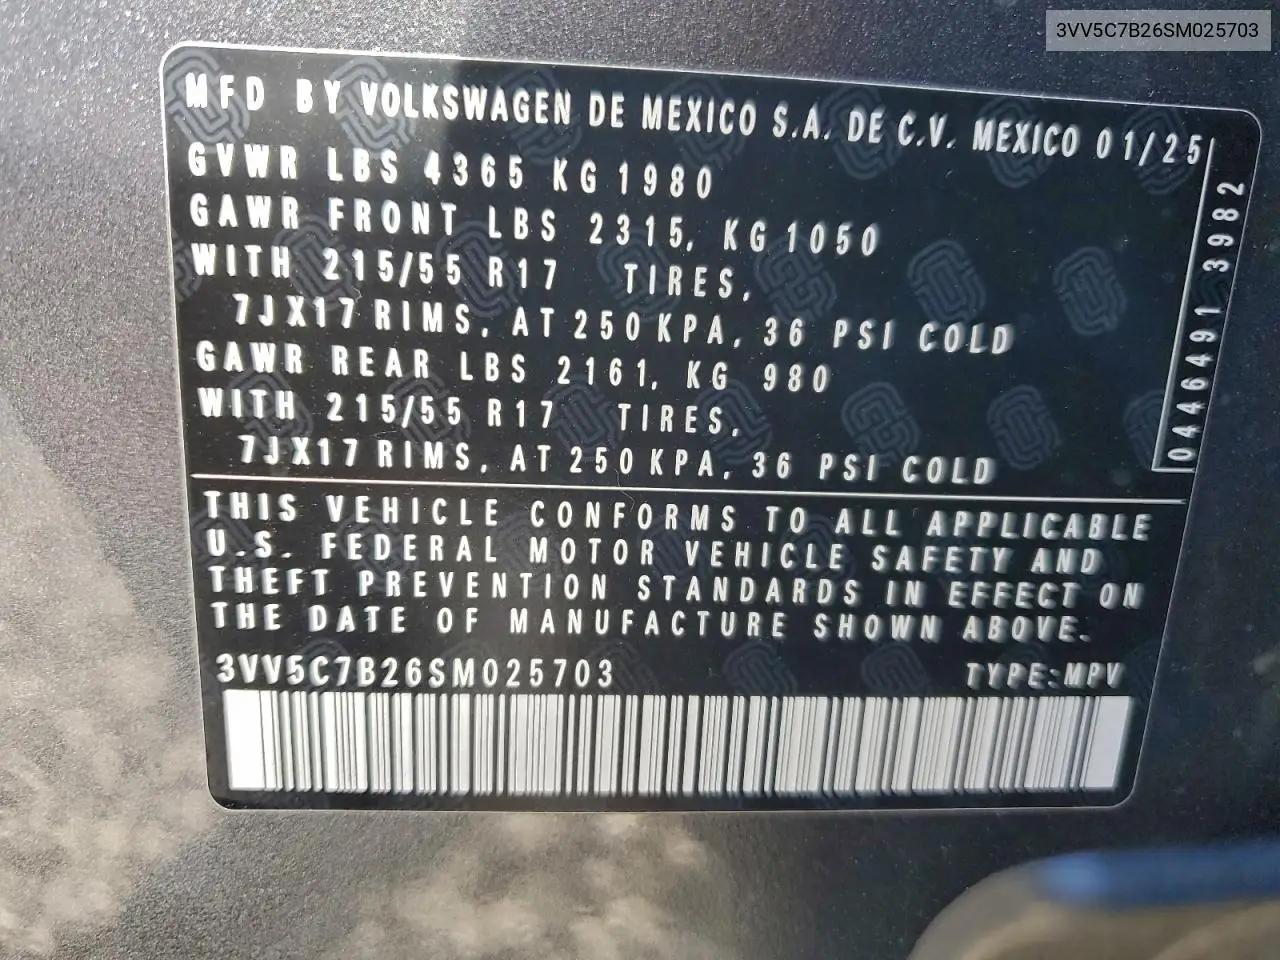 3VV5C7B26SM025703
MFD BY VOLKSWAGEN DE MEXICO S.A. DE C.V. MEXICO 01/25
GVWR LBS 4365 KG 1980
GAWR FRONT LBS 2315, KG 1050
WITH 215/55 R17 TIRES,
7JX17 RIMS, AT 250 KPA, 36 PSI COLD
GAWR REAR LBS 2161, KG 980
WITH 215/55 R17 TIRES,
7JX17 RIMS, AT 250 KPA, 36 PSI COLD
0446491 3982
THIS VEHICLE CONFORMS TO ALL APPLICABLE
U.S. FEDERAL MOTOR VEHICLE SAFETY AND
THEFT PREVENTION STANDARDS IN EFFECT ON
THE DATE OF MANUFACTURE SHOWN ABOVE.
3VV5C7B26SM025703 TYPE:MPV